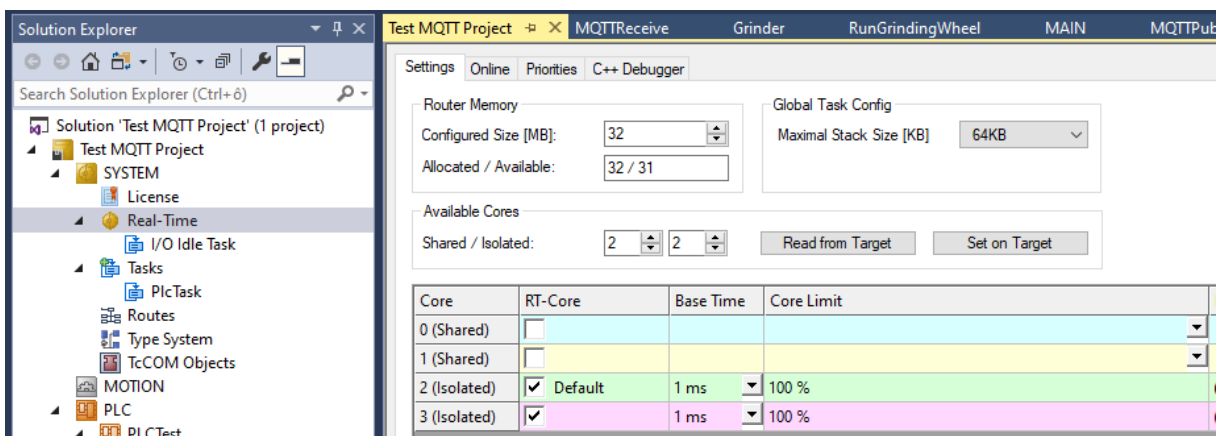 Solution Explorer
Search Solution Explorer (Ctrl+ö)
Solution 'Test MQTT Project' (1 project)
Test MQTT Project
SYSTEM
License
Real-Time
I/O Idle Task
Tasks
PlcTask
Routes
Type System
TcCOM Objects
MOTION
PLC
PLCTest
Test MQTT Project MQTTReceive Grinder RunGrindingWheel MAIN MQTTPub
Settings Online Priorities C++ Debugger
Router Memory
Configured Size [MB]: 32
Allocated / Available: 32 / 31
Global Task Config
Maximal Stack Size [KB] 64KB
Available Cores
Shared / Isolated: 2 2 Read from Target Set on Target
Core RT-Core Base Time Core Limit
0 (Shared)
1 (Shared)
2 (Isolated) Default 1 ms 100 %
3 (Isolated) 1 ms 100 %